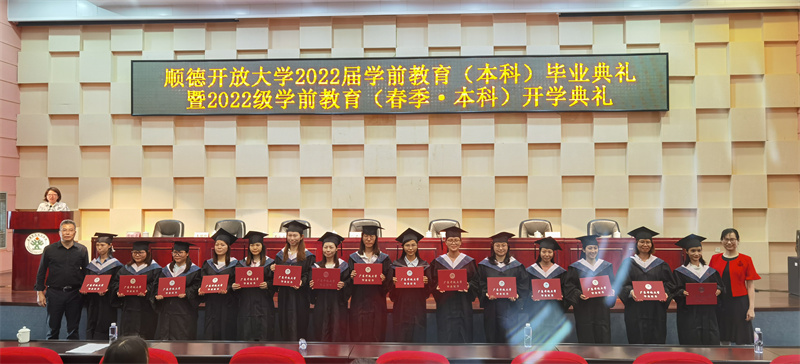 顺德开放大学2022届学前教育（本科）毕业典礼
暨2022级学前教育（春季·本科）开学典礼